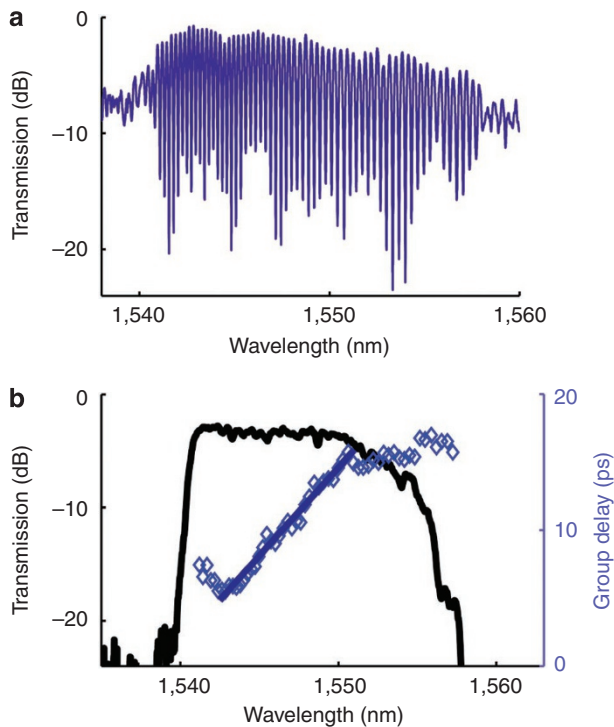 a
0
−10
−20
Transmission (dB)
1,540
1,550
1,560
Wavelength (nm)
b
0
−10
−20
Transmission (dB)
20
10
0
Group delay (ps)
1,540
1,550
1,560
Wavelength (nm)